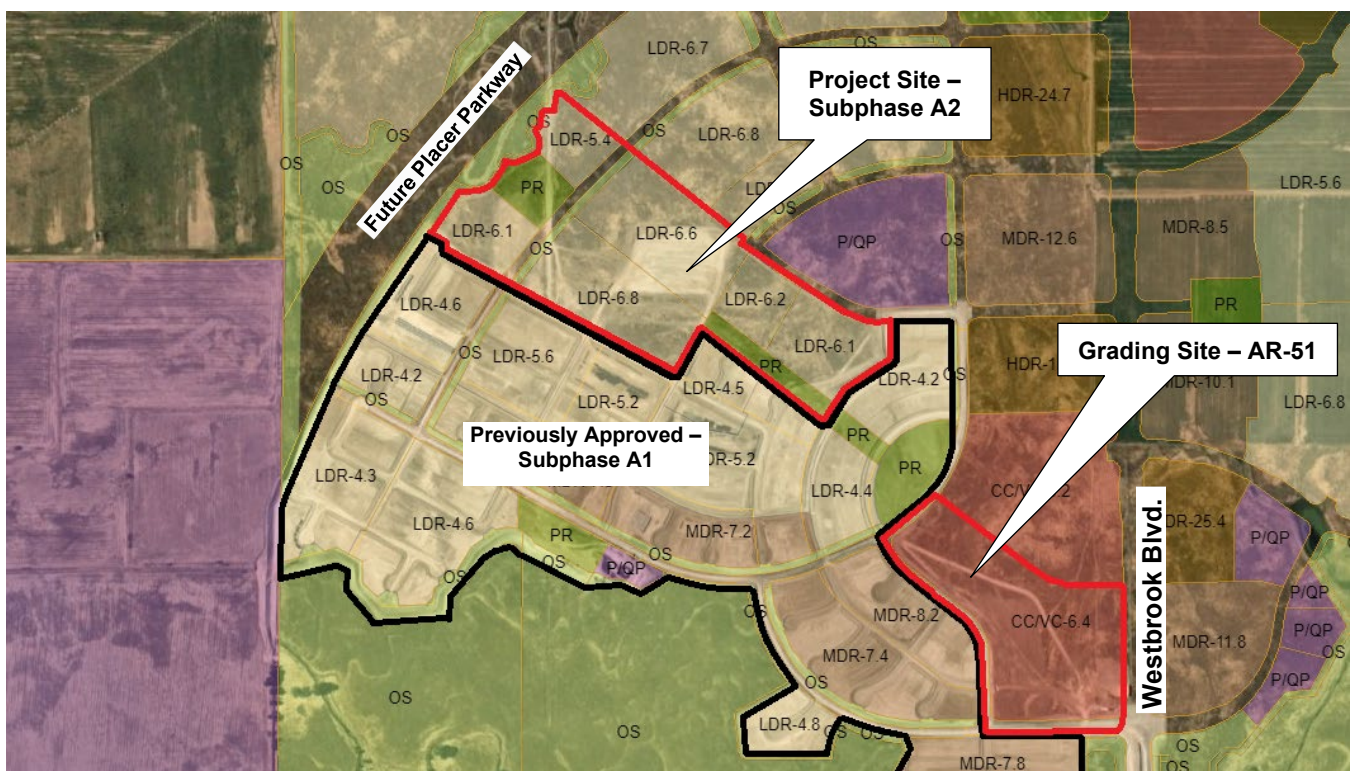 LDR-6.7
OS
Project Site –
Subphase A2
HDR-24.7
Future Placer Parkway
OS
OS
LDR-5.4
OS
LDR-6.8
OS
OS
PR
LDR-5.6
OS
LDR-6.1
OS
LDR-6.6
P/QP
OS
MDR-12.6
MDR-8.5
LDR-4.6
LDR-6.8
LDR-6.2
PR
OS
LDR-5.6
LDR-6.1
Grading Site – AR-51
PR
LDR-4.2
LDR-4.5
LDR-4.2
OS
MDR-10.1
OS
LDR-5.2
LDR-6.8
Previously Approved –
Subphase A1
PR
LDR-4.3
LDR-4.4
PR
LDR-4.6
PR
MDR-7.2
OS
OS
P/QP
OS
OS
MDR-8.2
CC/VC-6.4
Westbrook Blvd.
P/QP
P/QP
P/QP
MDR-11.8
OS
P/QP
MDR-7.4
OS
OS
OS
LDR-4.8
OS
OS
OS
MDR-7.8
OS